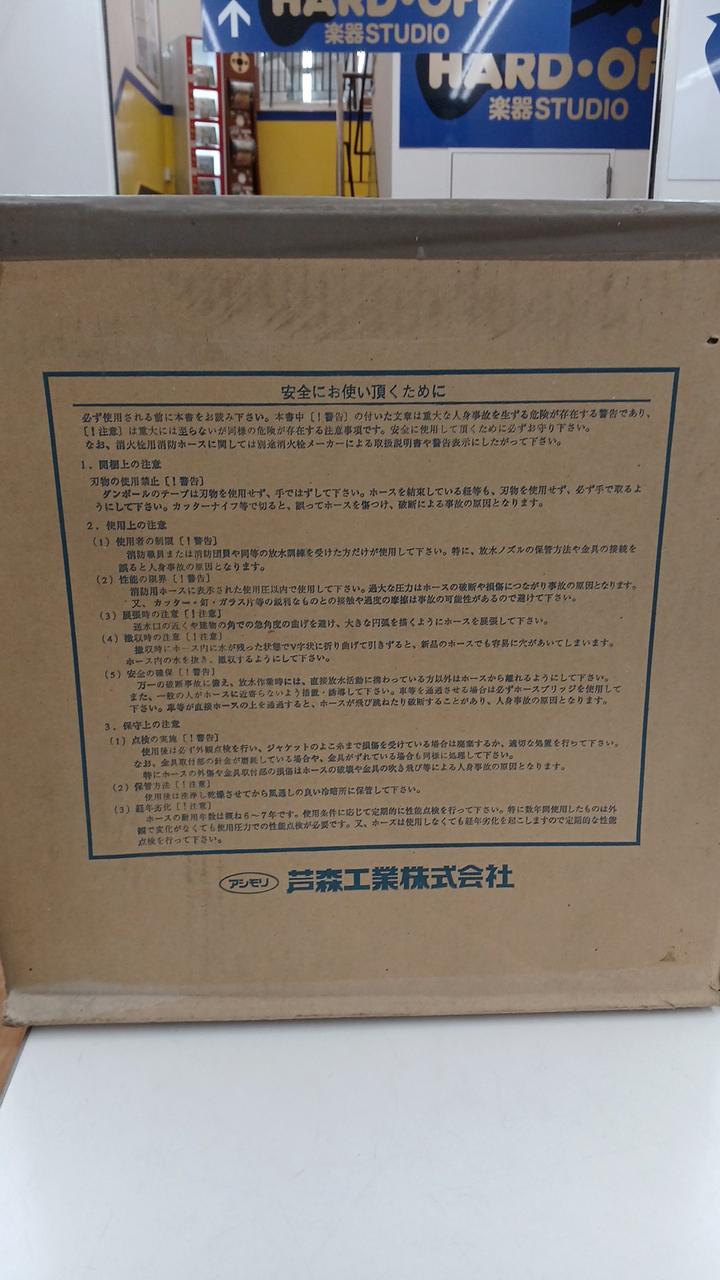 HARD・OFF
楽器STUDIO
HARD・OF
楽器STUDIO
安全にお使い頂くために
必ず使用される前に本書をお読み下さい。本書中［！警告］の付いた文章は重大な人身事故を生ずる危険が存在する警告であり、
［！注意］は重大には至らないが同様の危険が存在する注意事項です。安全に使用して頂くために必ずお守り下さい。
なお、消火栓用消防ホースに関しては別途消火栓メーカーによる取扱説明書や警告表示にしたがって下さい。
1．開梱上の注意
刃物の使用禁止［！警告］
ダンボールのテープは刃物を使用せず、手ではずして下さい。ホースを結束している紐等も、刃物を使用せず、必ず手で取るよ
うにして下さい。カッターナイフ等で切ると、誤ってホースを傷つけ、破断による事故の原因となります。
2．使用上の注意
（1）使用者の制限［！警告］
消防職員または消防団員や同等の放水訓練を受けた方だけが使用して下さい。特に、放水ノズルの保管方法や金具の接続を
誤ると人身事故の原因となります。
（2）性能の限界［！警告］
消防用ホースに表示された使用圧以内で使用して下さい。過大な圧力はホースの破断や損傷につながり事故の原因となります。
又、カッター・釘・ガラス片等の鋭利なものとの接触や過度の摩擦は事故の可能性があるので避けて下さい。
（3）展張時の注意［！注意］
送水口の近くや建物の角での急角度の曲げを避け、大きな円弧を描くようにホースを展張して下さい。
（4）撤収時の注意［！注意］
撤収時にホース内に水が残った状態でV字状に折り曲げて引きずると、新品のホースでも容易に穴があいてしまいます。
ホース内の水を抜き、撤収するようにして下さい。
（5）安全の確保［！警告］
万一の破断事故に備え、放水作業時には、直接放水活動に携わっている方以外はホースから離れるようにして下さい。
また、一般の人がホースに近寄らないよう措置・誘導して下さい。車等を通過させる場合は必ずホースブリッジを使用して
下さい。車等が直接ホースの上を通過すると、ホースが飛び跳ねたり破断することがあり、人身事故の原因となります。
3．保守上の注意
（1）点検の実施［！警告］
使用後は必ず外観点検を行い、ジャケットのよこ糸まで損傷を受けている場合は廃棄するか、適切な処置を行って下さい。
なお、金具取付部の針金が磨耗している場合や、金具がずれている場合も同様に処理して下さい。
特にホースの外傷や金具取付部の損傷はホースの破壊や金具の吹き飛び等による人身事故の原因となります。
（2）保管方法［！注意］
使用後は洗浄し乾燥させてから風通しの良い冷暗所に保管して下さい。
（3）経年劣化［！注意］
ホースの耐用年数は概ね6～7年です。使用条件に応じて定期的に性能点検を行って下さい。特に数年間使用したものは外
観で変化がなくても使用圧力での性能点検が必要です。又、ホースは使用しなくても経年劣化を起こしますので定期的な性能
点検を行って下さい。
アシモリ 芦森工業株式会社